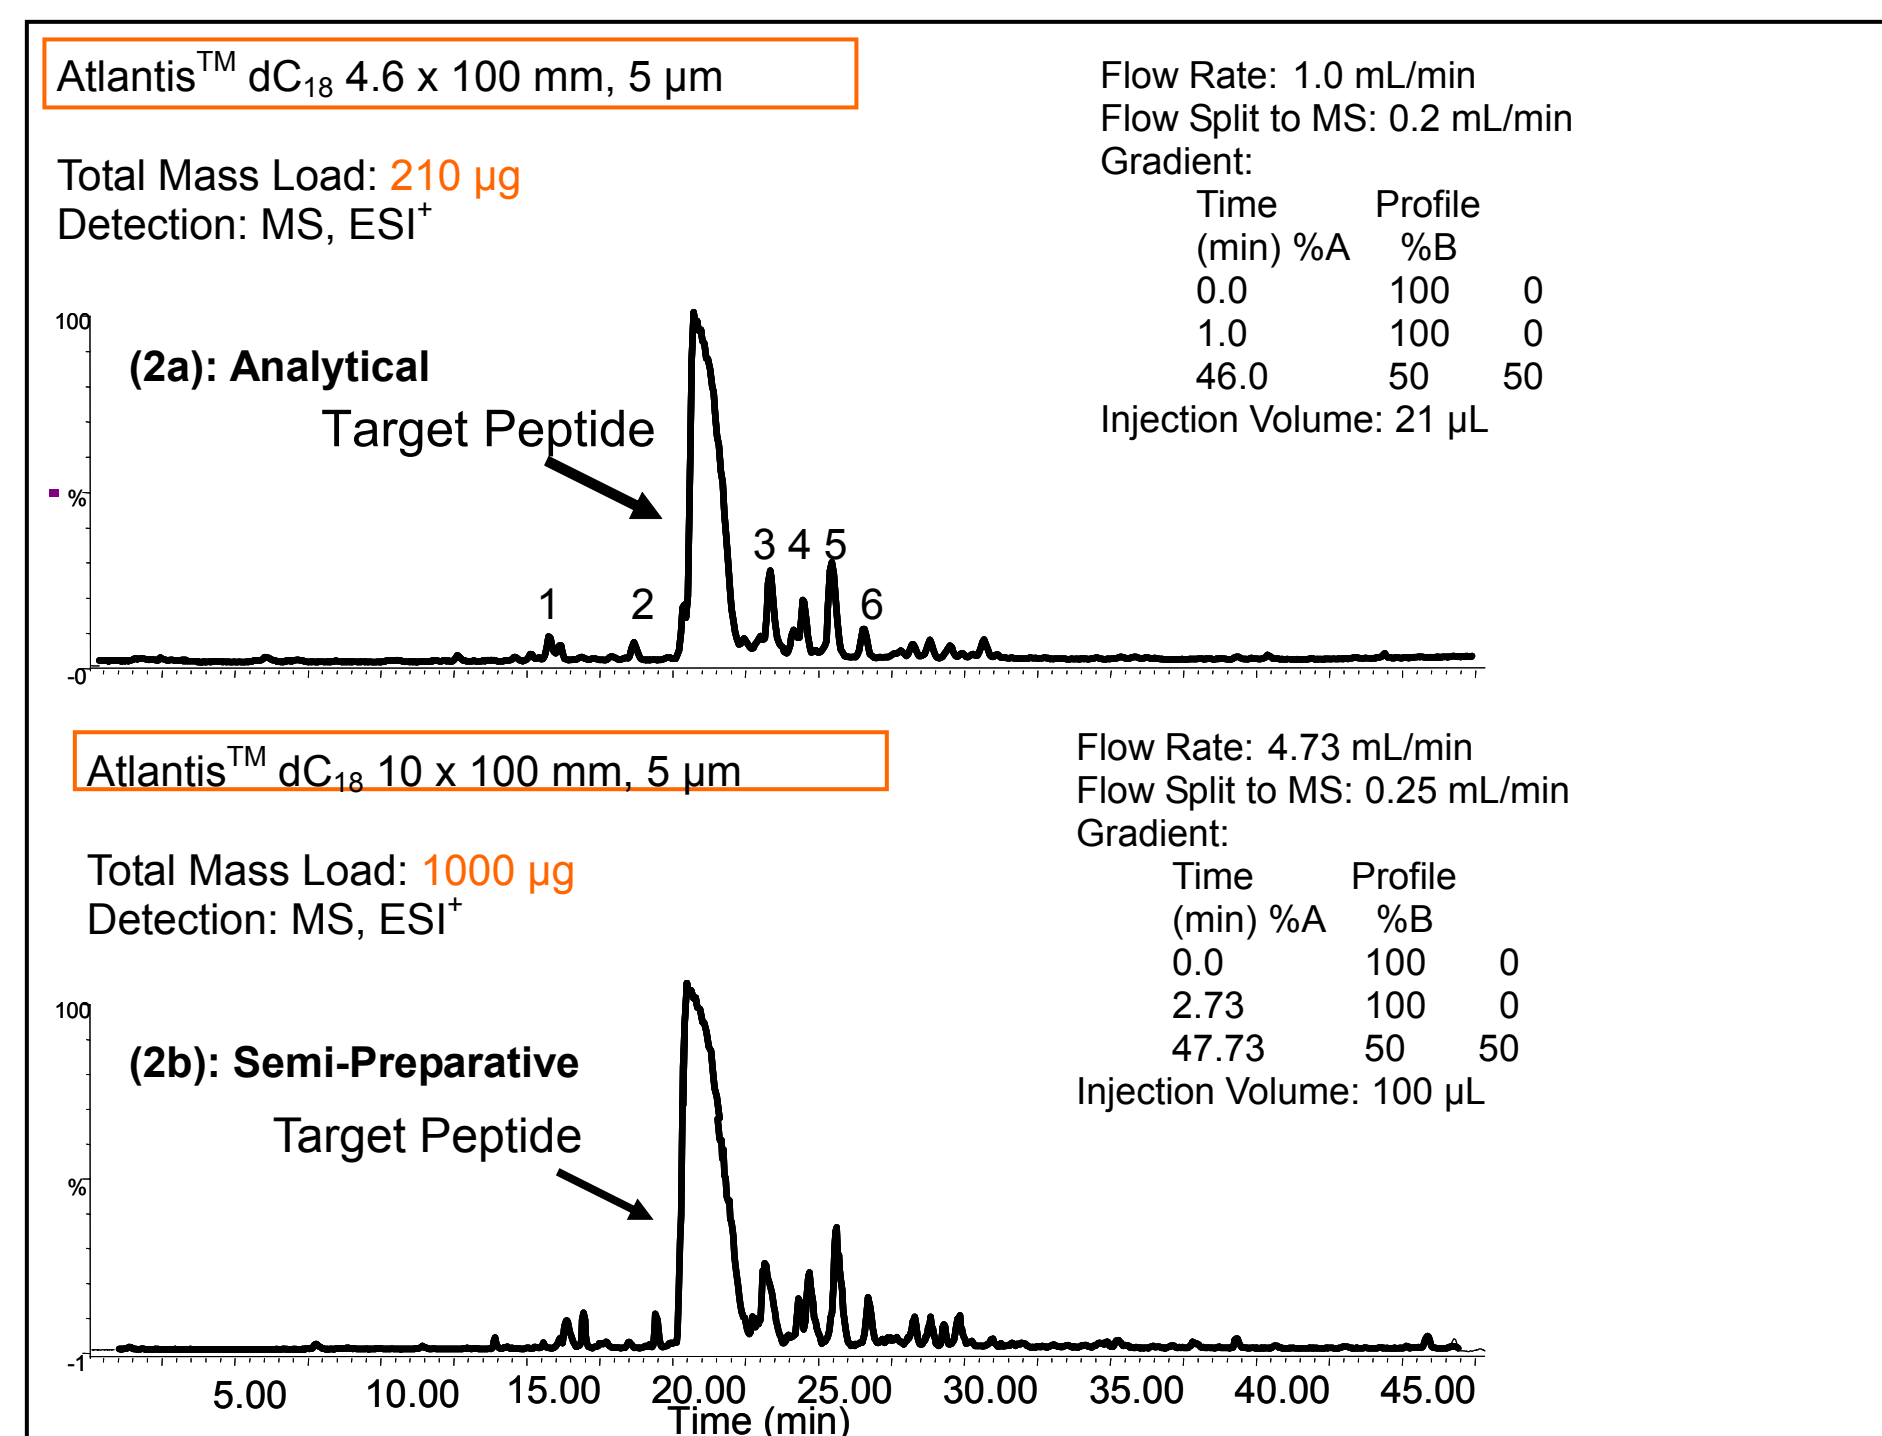 Atlantis™ dC₁₈ 4.6 x 100 mm, 5 µm
Total Mass Load: 210 µg
Detection: MS, ESI⁺
Flow Rate: 1.0 mL/min
Flow Split to MS: 0.2 mL/min
Gradient:
Time Profile
(min) %A %B
0.0 100 0
1.0 100 0
46.0 50 50
Injection Volume: 21 µL
100
(2a): Analytical
Target Peptide
%
3 4 5
1 2 6
-0
Atlantis™ dC₁₈ 10 x 100 mm, 5 µm
Total Mass Load: 1000 µg
Detection: MS, ESI⁺
Flow Rate: 4.73 mL/min
Flow Split to MS: 0.25 mL/min
Gradient:
Time Profile
(min) %A %B
0.0 100 0
2.73 100 0
47.73 50 50
Injection Volume: 100 µL
100
(2b): Semi-Preparative
Target Peptide
%
-1
5.00 10.00 15.00 20.00 25.00 30.00 35.00 40.00 45.00
Time (min)